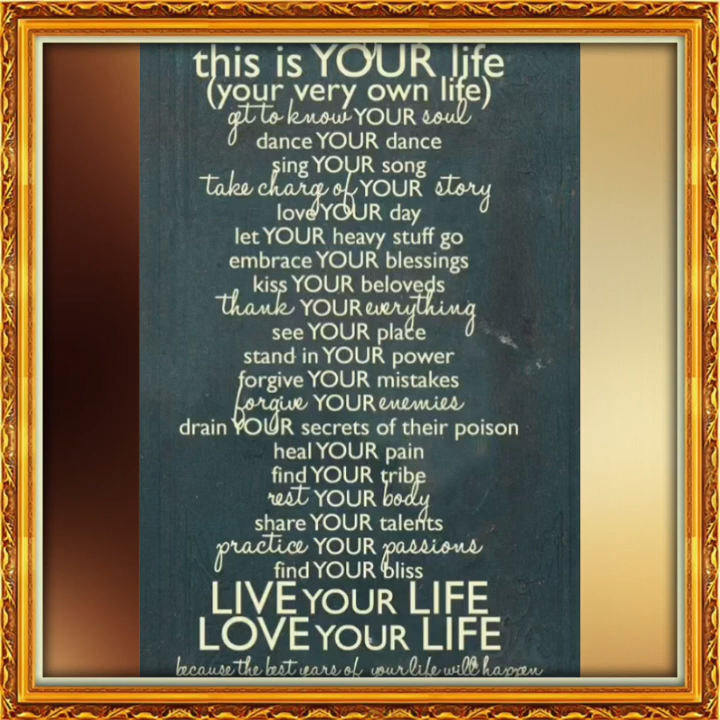 this is YOUR life
(your very own life)
get to know YOUR soul
dance YOUR dance
sing YOUR song
take charge of YOUR story
love YOUR day
let YOUR heavy stuff go
embrace YOUR blessings
kiss YOUR beloveds
thank YOUR everything
see YOUR place
stand in YOUR power
forgive YOUR mistakes
forgive YOUR enemies
drain YOUR secrets of their poison
heal YOUR pain
find YOUR tribe
rest YOUR body
share YOUR talents
practice YOUR passions
find YOUR bliss
LIVE YOUR LIFE
LOVE YOUR LIFE
because the best years of your life will happen